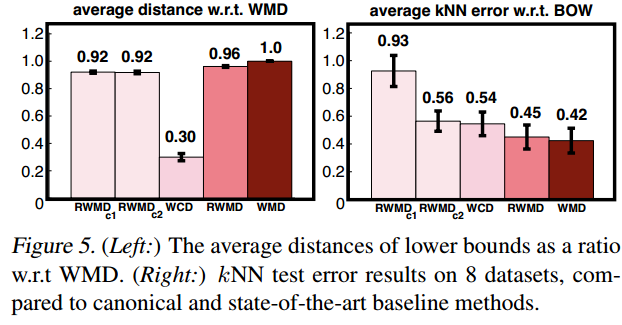 average distance w.r.t. WMD
1.2
1.0
0.8
0.6
0.4
0.2
0
0.92
0.92
0.30
0.96
1.0
RWMD c1
RWMD c2
WCD
RWMD
WMD
average kNN error w.r.t. BOW
1.2
1.0
0.8
0.6
0.4
0.2
0
0.93
0.56
0.54
0.45
0.42
RWMD c1
RWMD c2
WCD
RWMD
WMD
Figure 5. (Left:) The average distances of lower bounds as a ratio
w.r.t WMD. (Right:) kNN test error results on 8 datasets, com-
pared to canonical and state-of-the-art baseline methods.